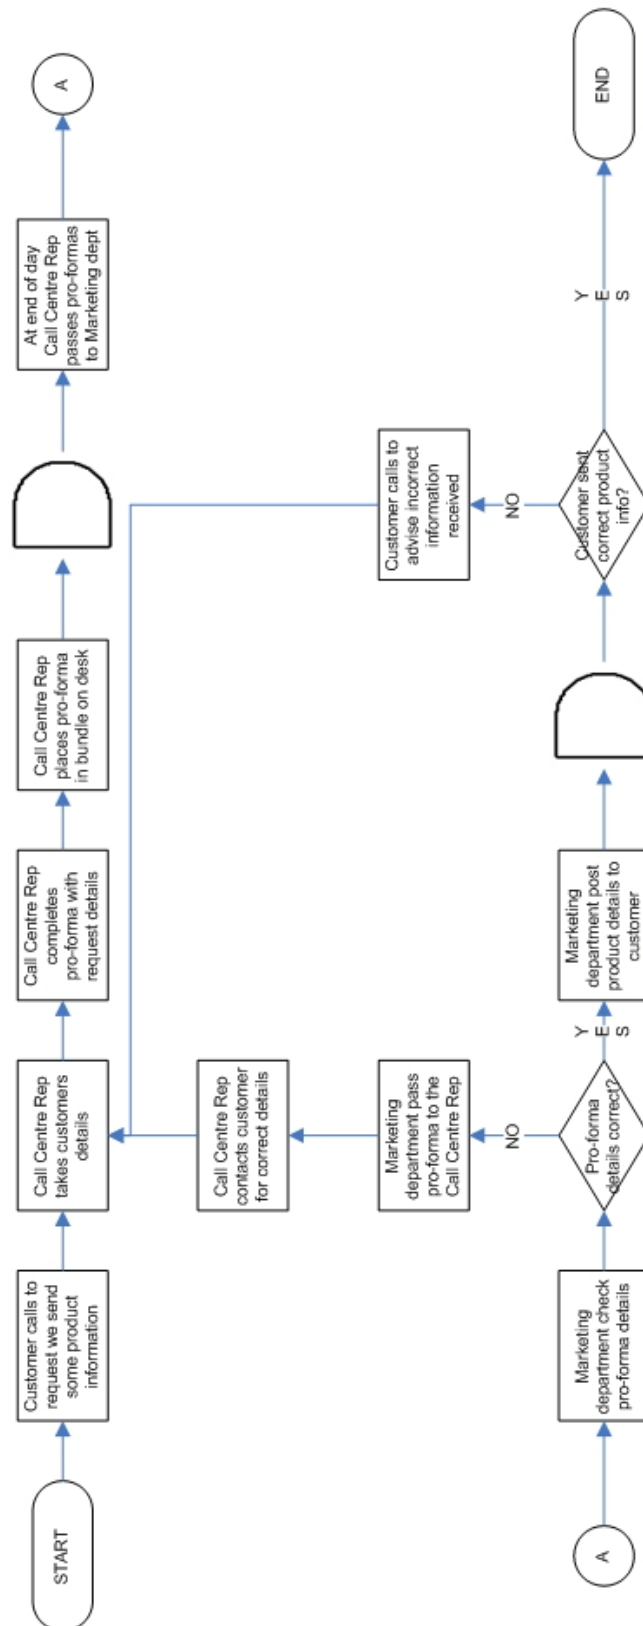 START
Customer calls to
request we send
some product
information
Call Centre Rep
takes customers
details
Call Centre Rep
completes
pro-forma with
request details
Call Centre Rep
places pro-forma
in bundle on desk
At end of day
Call Centre Rep
passes pro-formas
to Marketing dept
A
Call Centre Rep
contacts customer
for correct details
Marketing
department pass
pro-forma to the
Call Centre Rep
NO
Customer calls to
advise incorrect
information
received
NO
A
Marketing
department check
pro-forma details
Pro-forma
details correct?
YES
Marketing
department post
product details to
customer
Customer sent
correct product
info?
YES
END